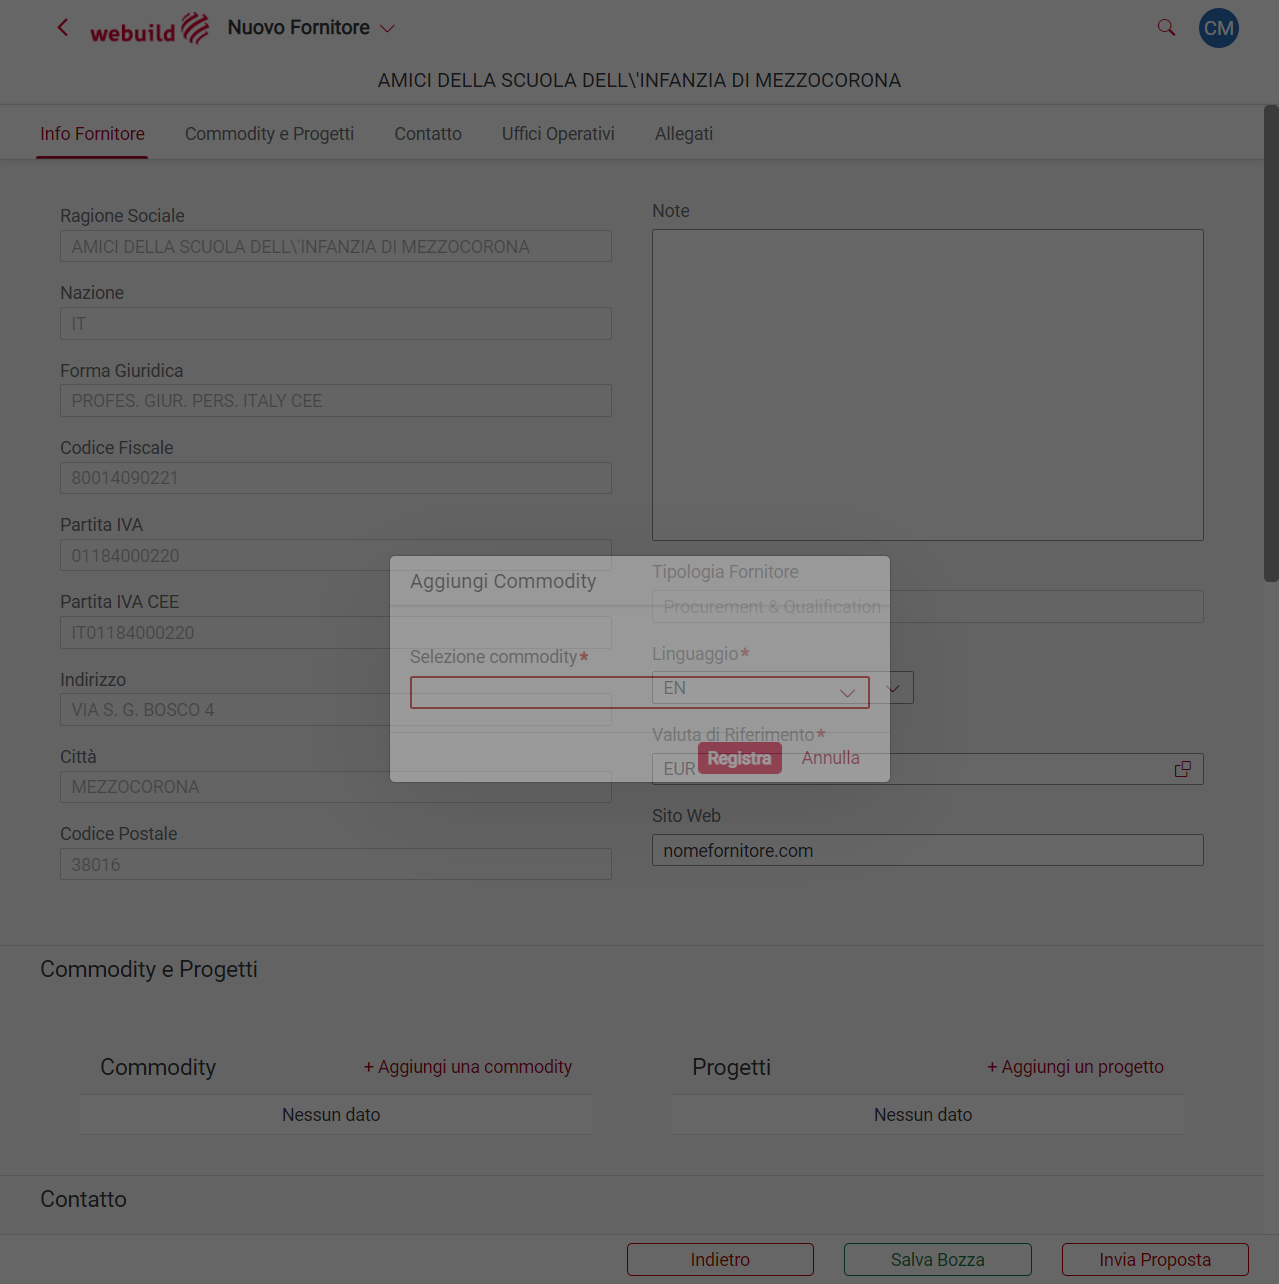 webuild Nuovo Fornitore CM
AMICI DELLA SCUOLA DELL\'INFANZIA DI MEZZOCORONA
Info Fornitore Commodity e Progetti Contatto Uffici Operativi Allegati
Ragione Sociale
AMICI DELLA SCUOLA DELL\'INFANZIA DI MEZZOCORONA
Nazione
IT
Forma Giuridica
PROFES. GIUR. PERS. ITALY CEE
Codice Fiscale
80014090221
Partita IVA
01184000220
Partita IVA CEE
IT01184000220
Indirizzo
VIA S. G. BOSCO 4
Città
MEZZOCORONA
Codice Postale
38016
Note
Tipologia Fornitore
Procurement & Qualification
Linguaggio*
EN
Valuta di Riferimento*
EUR
Sito Web
nomefornitore.com
Aggiungi Commodity
Selezione commodity*
Registra Annulla
Commodity e Progetti
Commodity + Aggiungi una commodity
Nessun dato
Progetti + Aggiungi un progetto
Nessun dato
Contatto
Indietro Salva Bozza Invia Proposta